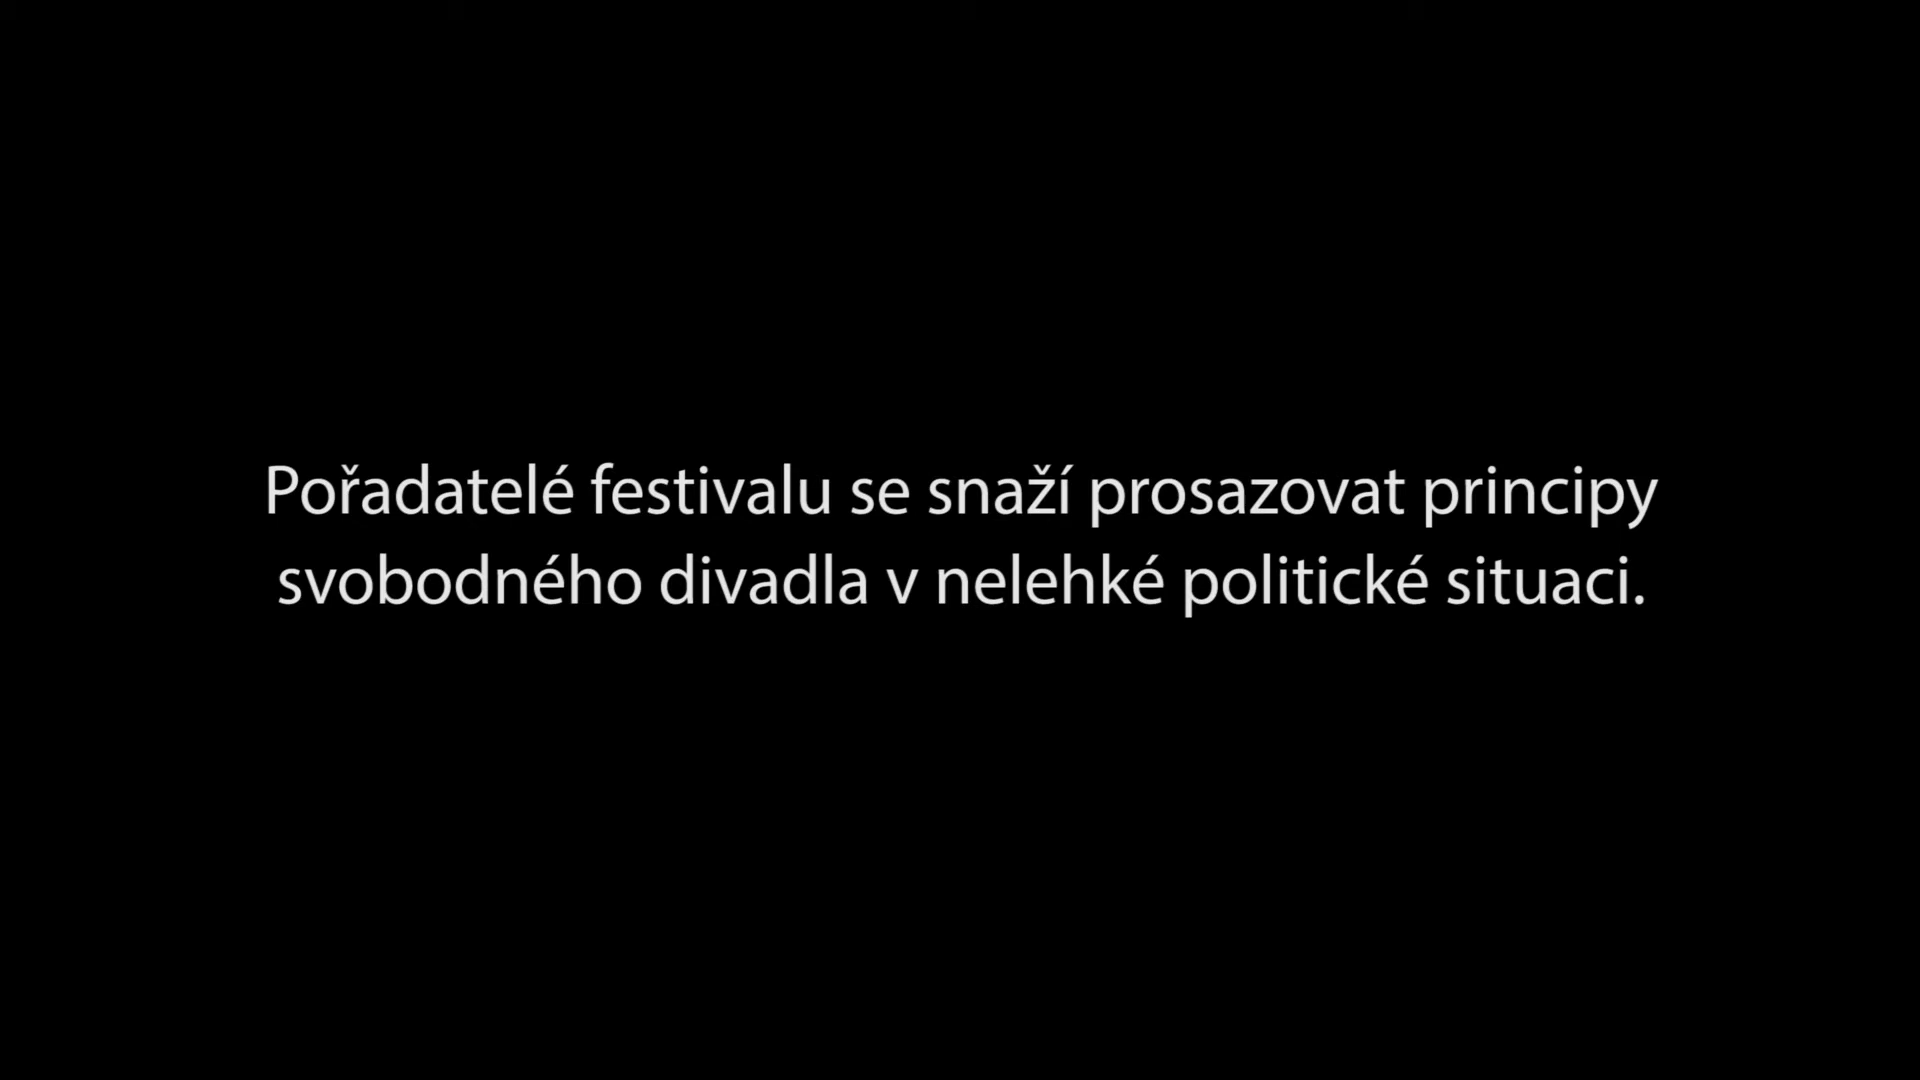 Pořadatelé festivalu se snaží prosazovat principy
svobodného divadla v nelehké politické situaci.